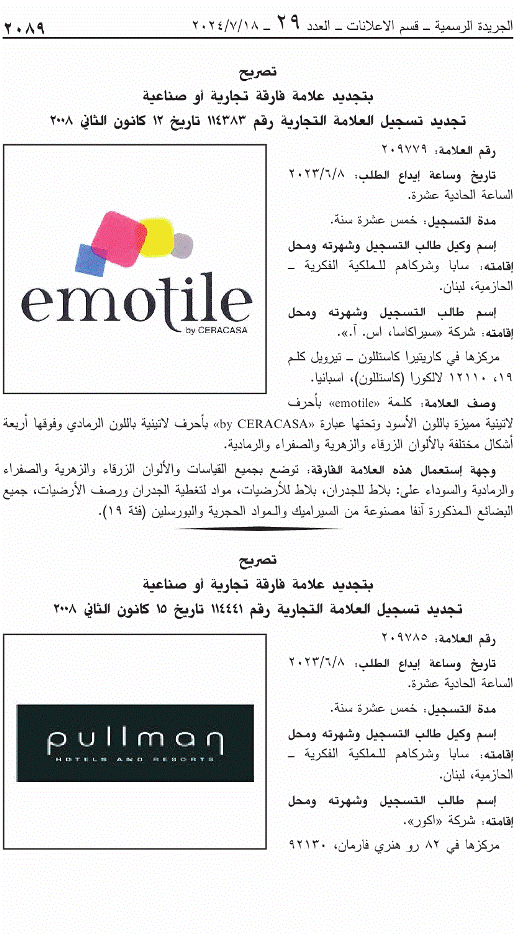 الجريدة الرسمية ــ قسم الاعلانات ــ العدد ٢٩ ــ ٢٠٢٤/٧/١٨
٢٠٨٩
تصريح
بتجديد علامة فارقة تجارية أو صناعية
تجديد تسجيل العلامة التجارية رقم ١١٤٣٨٣ تاريخ ١٢ كانون الثاني ٢٠٠٨
رقم العلامة: ٢٠٩٧٧٩
تاريخ وساعة إيداع الطلب: ٢٠٢٣/٦/٨
الساعة الحادية عشرة.
مدة التسجيل: خمس عشرة سنة.
إسم وكيل طالب التسجيل وشهرته ومحل
إقامته: سابا وشركاهم للملكية الفكرية ــ
الحازمية، لبنان.
إسم طالب التسجيل وشهرته ومحل
إقامته: شركة «سيراكاسا، اس. آ.».
مركزها في كاريتيرا كاستللون ــ تيرويل كلم
١٩، ١٢١١٠ لالكورا (كاستللون)، اسبانيا.
emotile
by CERACASA
وصف العلامة: كلمة «emotile» بأحرف
لاتينية مميزة باللون الأسود وتحتها عبارة «by CERACASA» بأحرف لاتينية باللون الرمادي وفوقها أربعة
أشكال مختلفة بالألوان الزرقاء والزهرية والصفراء والرمادية.
وجهة إستعمال هذه العلامة الفارقة: توضع بجميع القياسات والألوان الزرقاء والزهرية والصفراء
والرمادية والسوداء على: بلاط للجدران، بلاط للأرضيات، مواد لتغطية الجدران ورصف الأرضيات، جميع
البضائع المذكورة آنفا مصنوعة من السيراميك والمواد الحجرية والبورسلين (فئة ١٩).
تصريح
بتجديد علامة فارقة تجارية أو صناعية
تجديد تسجيل العلامة التجارية رقم ١١٤٤٤١ تاريخ ١٥ كانون الثاني ٢٠٠٨
رقم العلامة: ٢٠٩٧٨٥
تاريخ وساعة إيداع الطلب: ٢٠٢٣/٦/٨
الساعة الحادية عشرة.
مدة التسجيل: خمس عشرة سنة.
إسم وكيل طالب التسجيل وشهرته ومحل
إقامته: سابا وشركاهم للملكية الفكرية ــ
الحازمية، لبنان.
إسم طالب التسجيل وشهرته ومحل
إقامته: شركة «اكور».
مركزها في ٨٢ رو هنري فارمان، ٩٢١٣٠
pullman
HOTELS AND RESORTS